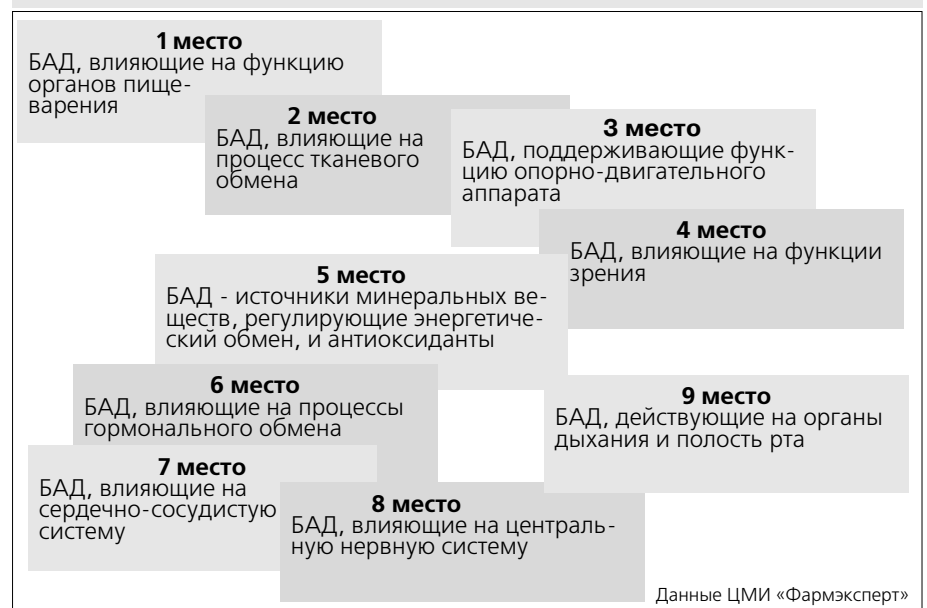 1 место
БАД, влияющие на функцию
органов пище-
варения
2 место
БАД, влияющие на
процесс тканевого
обмена
3 место
БАД, поддерживающие функ-
цию опорно-двигательного
аппарата
4 место
БАД, влияющие на функции
зрения
5 место
БАД - источники минеральных ве-
ществ, регулирующие энергетиче-
ский обмен, и антиоксиданты
6 место
БАД, влияющие на процессы
гормонального обмена
7 место
БАД, влияющие на
сердечно-сосудистую
систему
8 место
БАД, влияющие на централь-
ную нервную систему
9 место
БАД, действующие на органы
дыхания и полость рта
Данные ЦМИ «Фармэксперт»